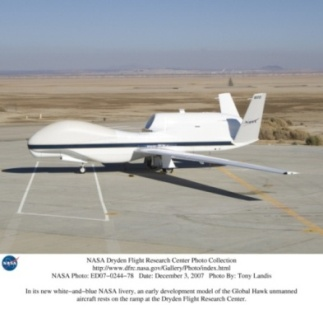 NASA
NASA Dryden Flight Research Center Photo Collection
http://www.dfrc.nasa.gov/Gallery/Photo/index.html
NASA Photo: ED07-0244-78 Date: December 3, 2007 Photo By: Tony Landis
In its new white-and-blue NASA livery, an early development model of the Global Hawk unmanned
aircraft rests on the ramp at the Dryden Flight Research Center.